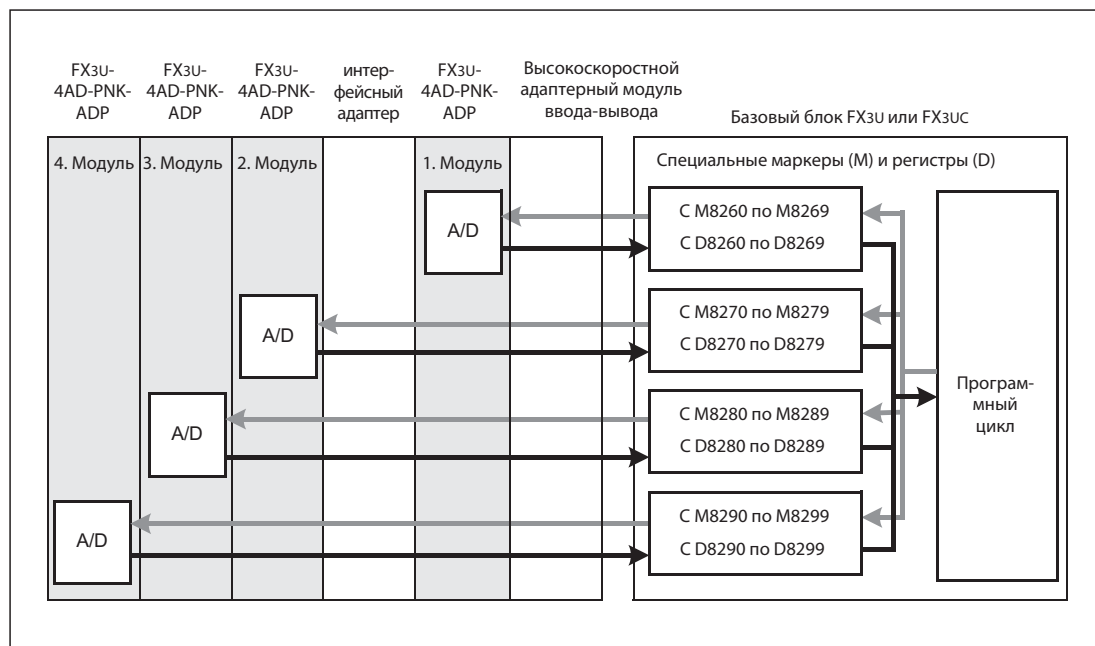 FX3U-
4AD-PNK-
ADP
FX3U-
4AD-PNK-
ADP
FX3U-
4AD-PNK-
ADP
интер-
фейсный
адаптер
FX3U-
4AD-PNK-
ADP
Высокоскоростной
адаптерный модуль
ввода-вывода
Базовый блок FX3U или FX3UC
4. Модуль
3. Модуль
2. Модуль
1. Модуль
Специальные маркеры (M) и регистры (D)
A/D
С M8260 по M8269
С D8260 по D8269
A/D
С M8270 по M8279
С D8270 по D8279
A/D
С M8280 по M8289
С D8280 по D8289
A/D
С M8290 по M8299
С D8290 по D8299
Програм-
мный
цикл